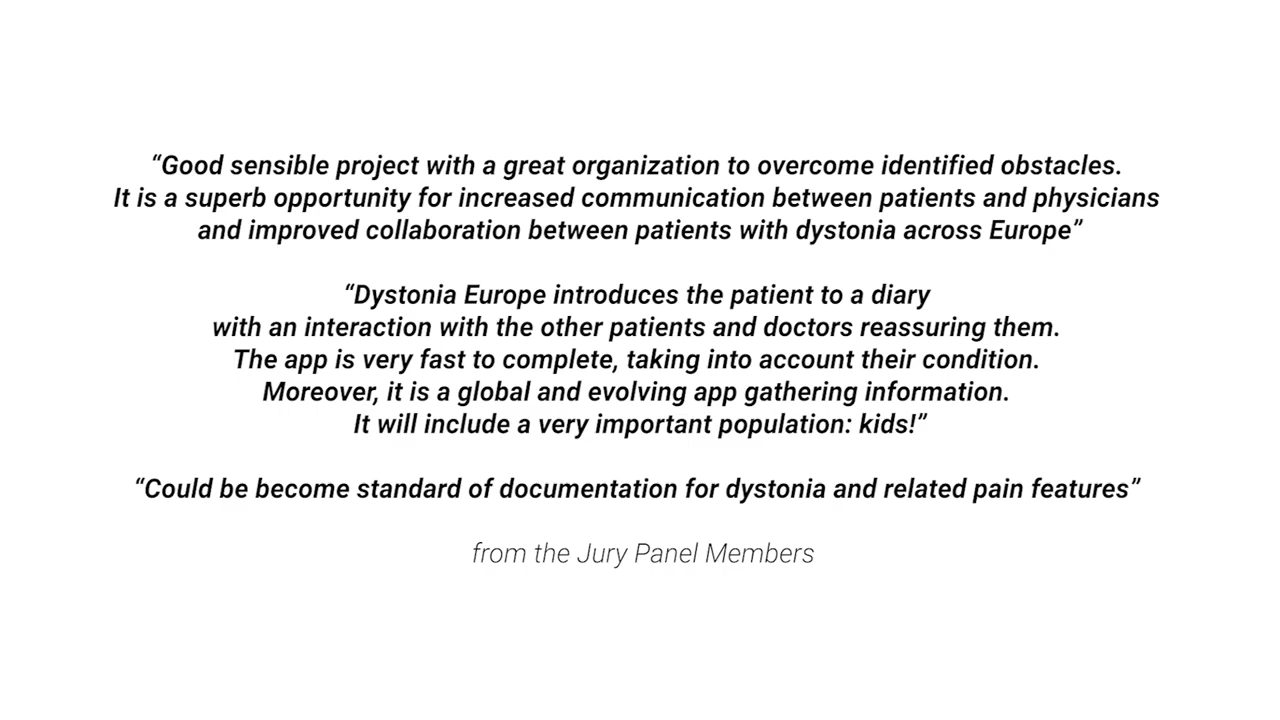 “Good sensible project with a great organization to overcome identified obstacles.
It is a superb opportunity for increased communication between patients and physicians
and improved collaboration between patients with dystonia across Europe”
“Dystonia Europe introduces the patient to a diary
with an interaction with the other patients and doctors reassuring them.
The app is very fast to complete, taking into account their condition.
Moreover, it is a global and evolving app gathering information.
It will include a very important population: kids!”
“Could be become standard of documentation for dystonia and related pain features”
from the Jury Panel Members